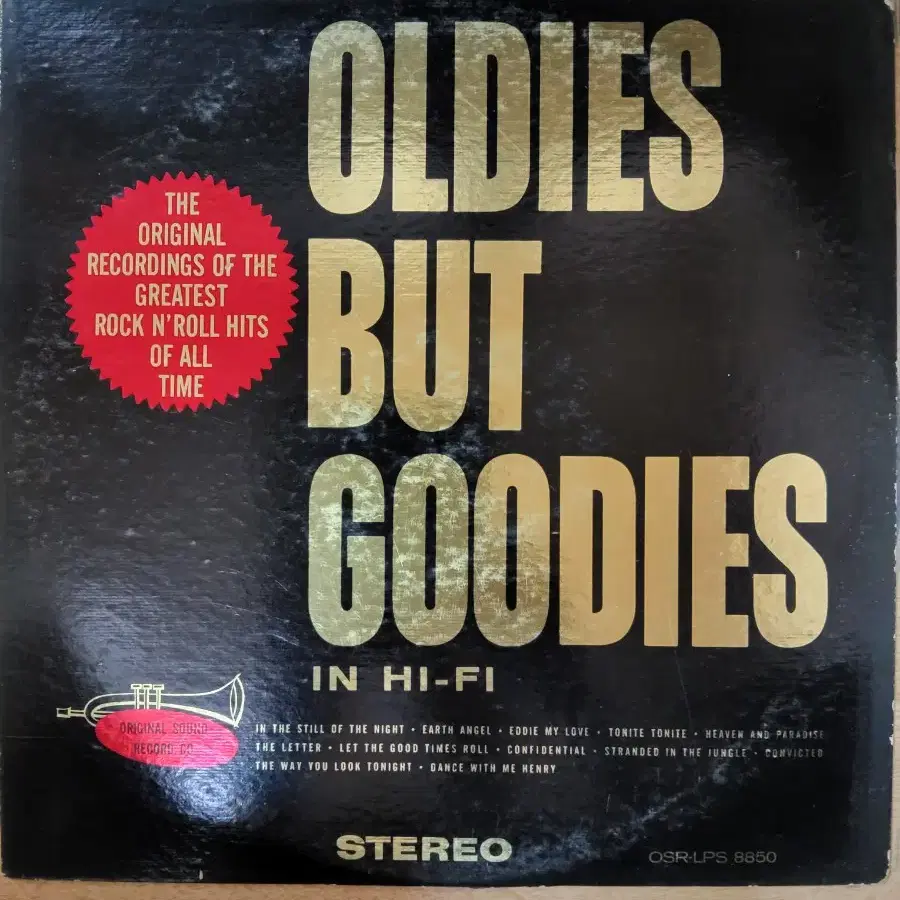 OLDIES
BUT
GOODIES
IN HI-FI
THE
ORIGINAL
RECORDINGS OF THE
GREATEST
ROCK N'ROLL HITS
OF ALL
TIME
ORIGINAL SOUND
RECORD CO.
IN THE STILL OF THE NIGHT · EARTH ANGEL · EDDIE MY LOVE · TONITE TONITE · HEAVEN AND PARADISE
THE LETTER · LET THE GOOD TIMES ROLL · CONFIDENTIAL · STRANDED IN THE JUNGLE · CONVICTED
THE WAY YOU LOOK TONIGHT · DANCE WITH ME HENRY
STEREO
OSR-LPS 8850